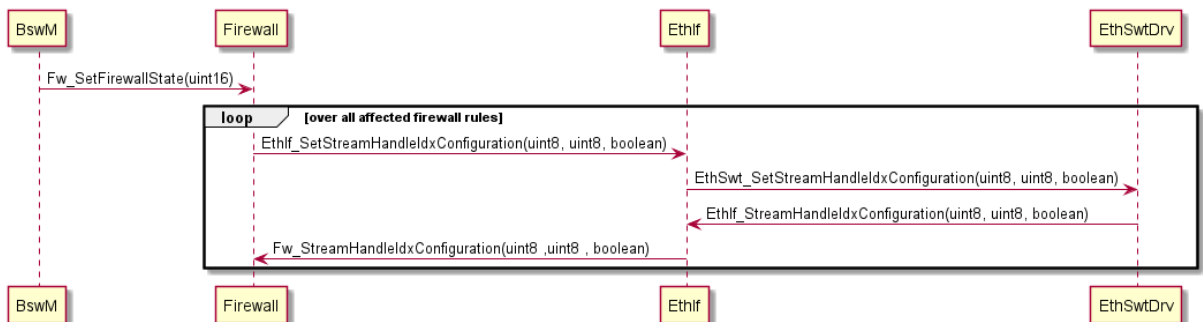 BswM
Firewall
EthIf
EthSwtDrv
Fw_SetFirewallState(uint16)
loop
[over all affected firewall rules]
EthIf_SetStreamHandleIdxConfiguration(uint8, uint8, boolean)
EthSwt_SetStreamHandleIdxConfiguration(uint8, uint8, boolean)
EthIf_StreamHandleIdxConfiguration(uint8, uint8, boolean)
Fw_StreamHandleIdxConfiguration(uint8 ,uint8 , boolean)
BswM
Firewall
EthIf
EthSwtDrv